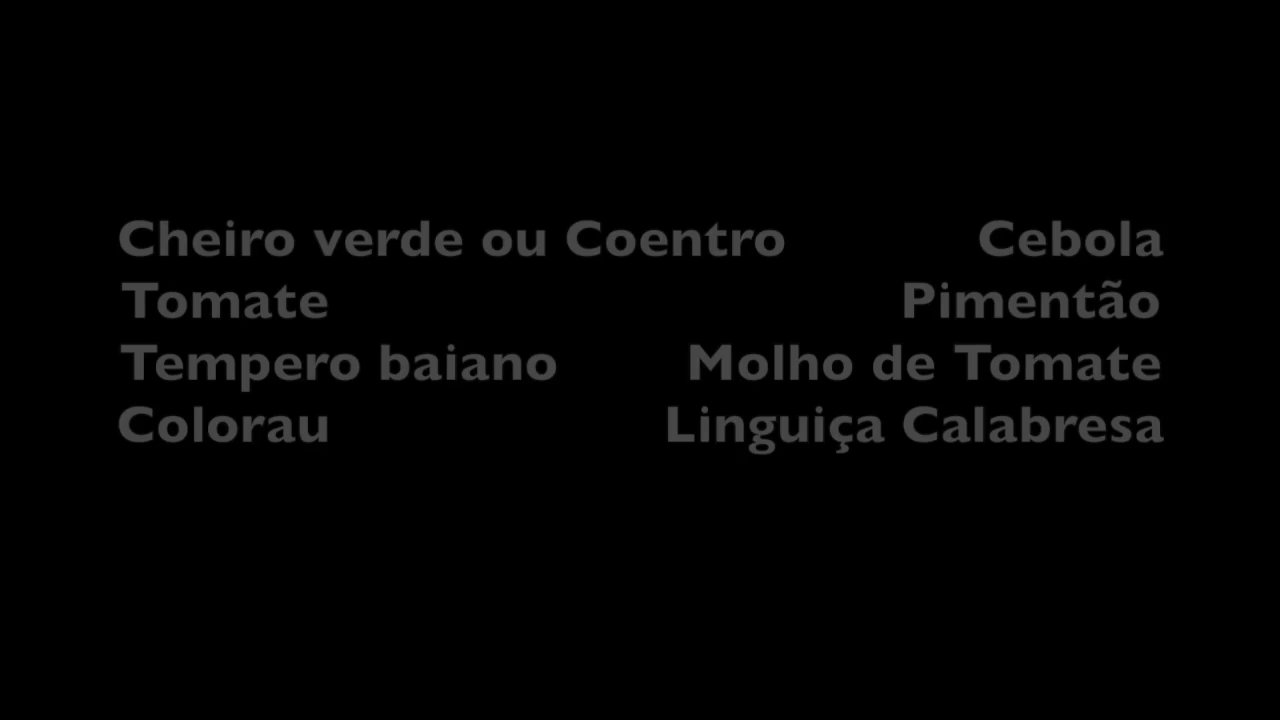 Cheiro verde ou Coentro Cebola
Tomate Pimentão
Tempero baiano Molho de Tomate
Colorau Linguiça Calabresa